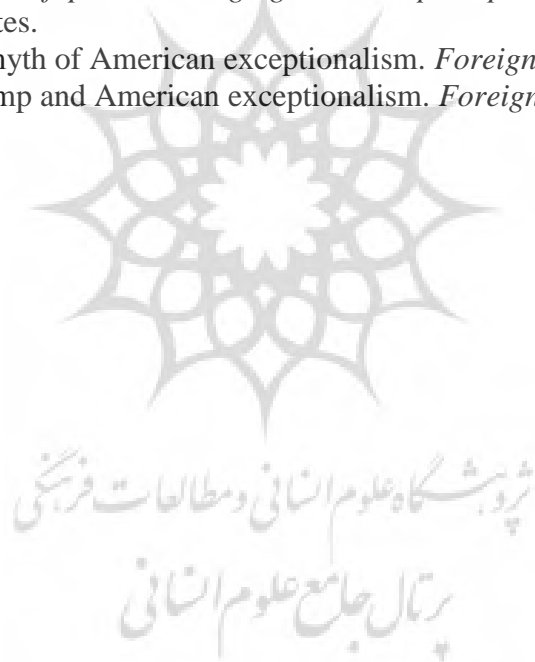 tes.
nyth of American exceptionalism. Foreign
mp and American exceptionalism. Foreign
پژوهشگاه علوم انسانی و مطالعات فرهنگی
پرتال جامع علوم انسانی